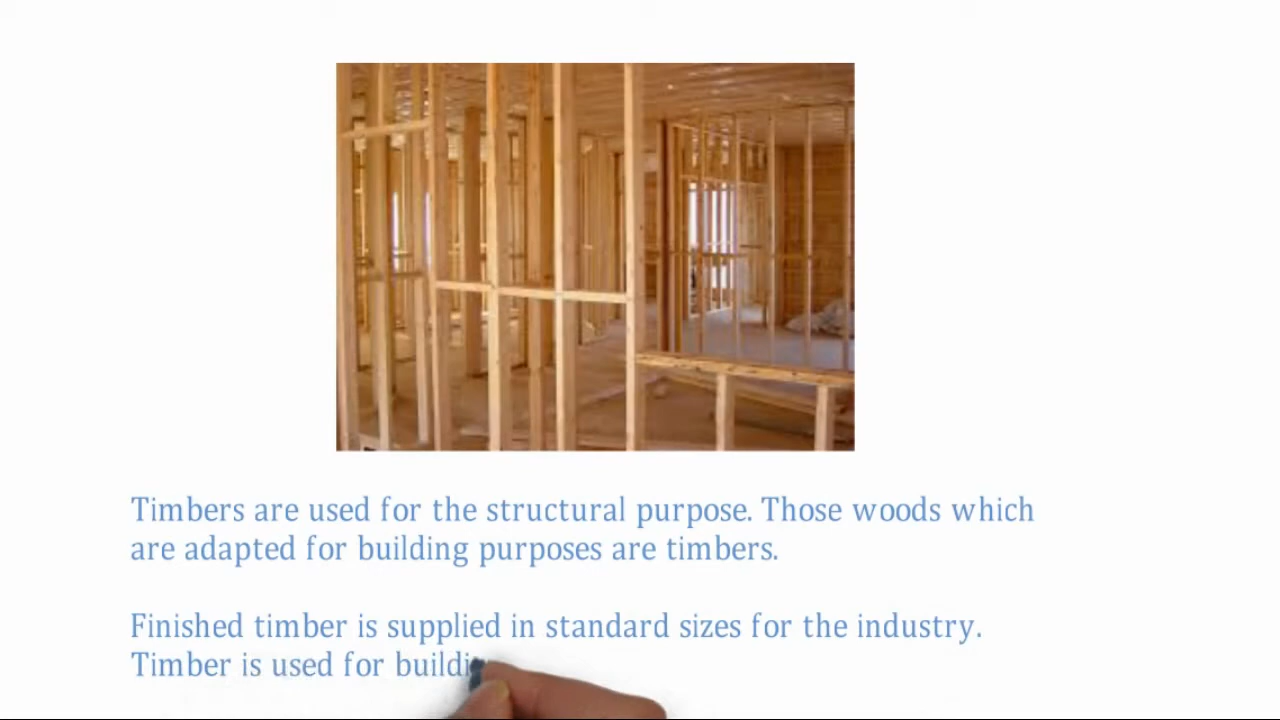 Timbers are used for the structural purpose. Those woods which
are adapted for building purposes are timbers.
Finished timber is supplied in standard sizes for the industry.
Timber is used for